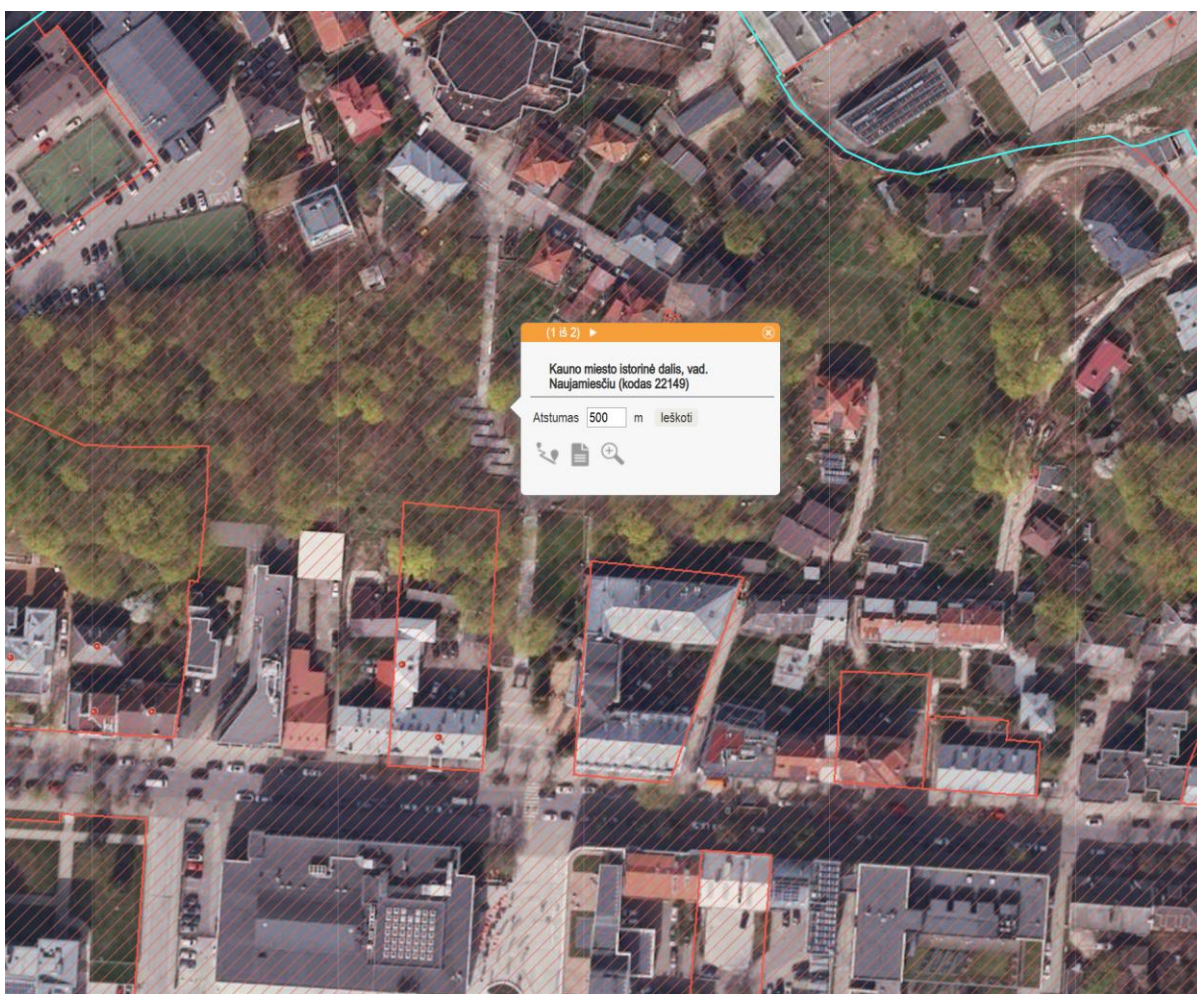 (1 iš 2)
Kauno miesto istorinė dalis, vad.
Naujamiesčiu (kodas 22149)
Atstumas 500 m Ieškoti